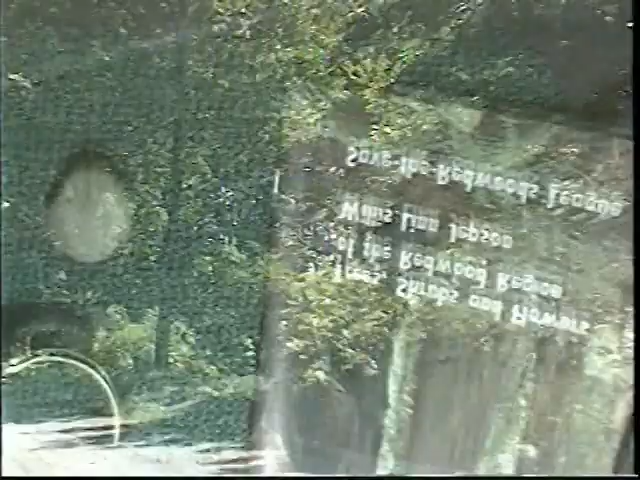 Trees, Shrubs and Flowers
of the Redwood Region
Willis Linn Jepson
Save-the-Redwoods League